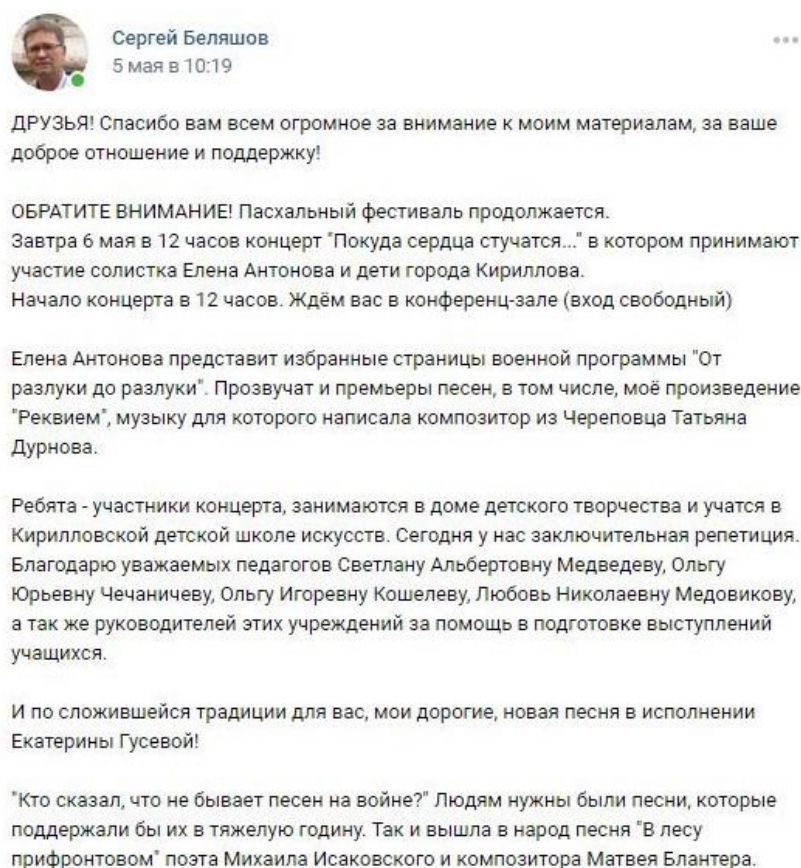 Сергей Беляшов
5 мая в 10:19
ДРУЗЬЯ! Спасибо вам всем огромное за внимание к моим материалам, за ваше
доброе отношение и поддержку!
ОБРАТИТЕ ВНИМАНИЕ! Пасхальный фестиваль продолжается.
Завтра 6 мая в 12 часов концерт "Покуда сердца стучатся..." в котором принимают
участие солистка Елена Антонова и дети города Кириллова.
Начало концерта в 12 часов. Ждём вас в конференц-зале (вход свободный)
Елена Антонова представит избранные страницы военной программы "От
разлуки до разлуки". Прозвучат и премьеры песен, в том числе, моё произведение
"Реквием", музыку для которого написала композитор из Череповца Татьяна
Дурнова.
Ребята - участники концерта, занимаются в доме детского творчества и учатся в
Кирилловской детской школе искусств. Сегодня у нас заключительная репетиция.
Благодарю уважаемых педагогов Светлану Альбертовну Медведеву, Ольгу
Юрьевну Чечаничеву, Ольгу Игоревну Кошелеву, Любовь Николаевну Медовикову,
а так же руководителей этих учреждений за помощь в подготовке выступлений
учащихся.
И по сложившейся традиции для вас, мои дорогие, новая песня в исполнении
Екатерины Гусевой!
"Кто сказал, что не бывает песен на войне?" Людям нужны были песни, которые
поддержали бы их в тяжелую годину. Так и вышла в народ песня "В лесу
прифронтовом" поэта Михаила Исаковского и композитора Матвея Блантера.